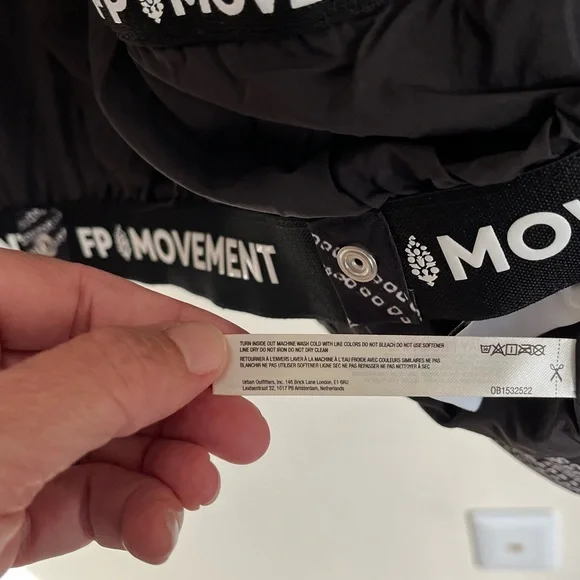 FP MOVEMENT
FP MOVEMENT
MOV
TURN INSIDE OUT MACHINE WASH COLD WITH LIKE COLORS DO NOT BLEACH DO NOT USE SOFTENER
LINE DRY DO NOT IRON DO NOT DRY CLEAN
RETOURNER À L'ENVERS LAVER À LA MACHINE À L'EAU FROIDE AVEC COULEURS SIMILAIRES NE PAS
BLANCHIR NE PAS UTILISER SOFTENER LIGNE SEC NE PAS REPASSER NE PAS NETTOYER À SEC
Urban Outfitters, Inc. 146 Brick Lane London, E1 6RU
Leidsestraat 32, 1017 PB Amsterdam, Netherlands
OB1532522